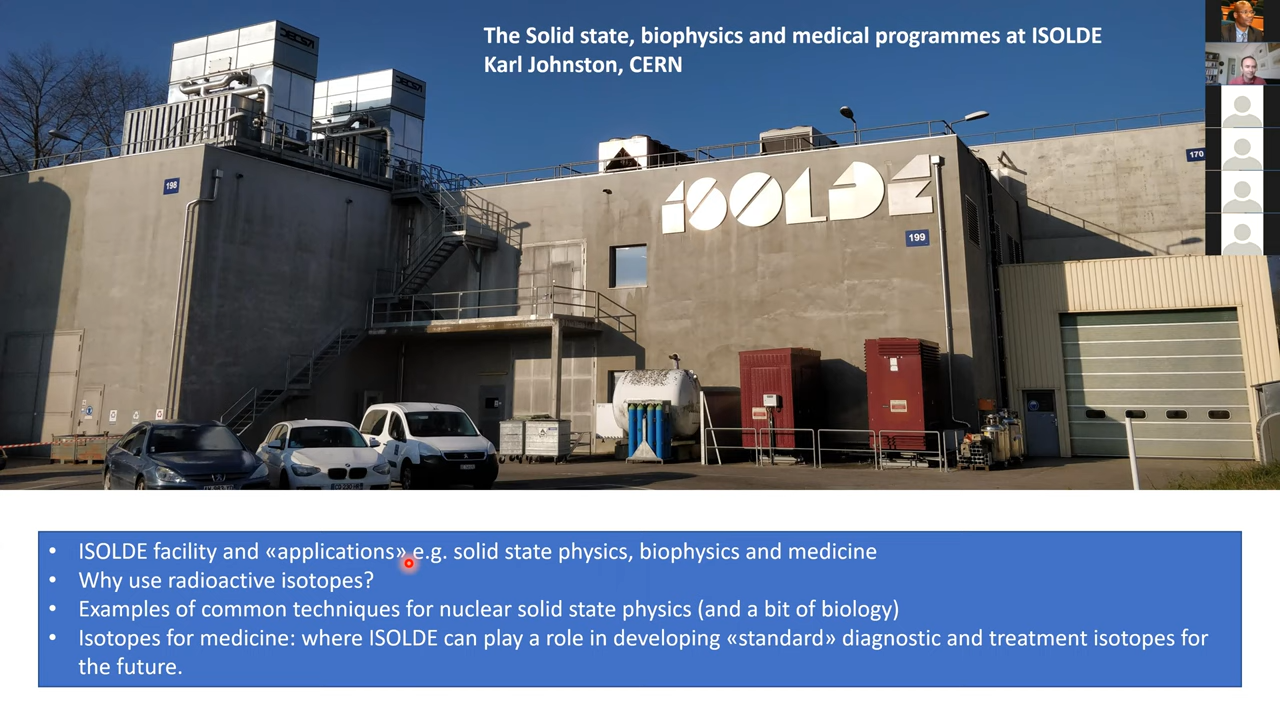 The Solid state, biophysics and medical programmes at ISOLDE
Karl Johnston, CERN
DECSA
DECSA
198
ISOLDE
199
170
• ISOLDE facility and «applications» e.g. solid state physics, biophysics and medicine
• Why use radioactive isotopes?
• Examples of common techniques for nuclear solid state physics (and a bit of biology)
• Isotopes for medicine: where ISOLDE can play a role in developing «standard» diagnostic and treatment isotopes for
the future.